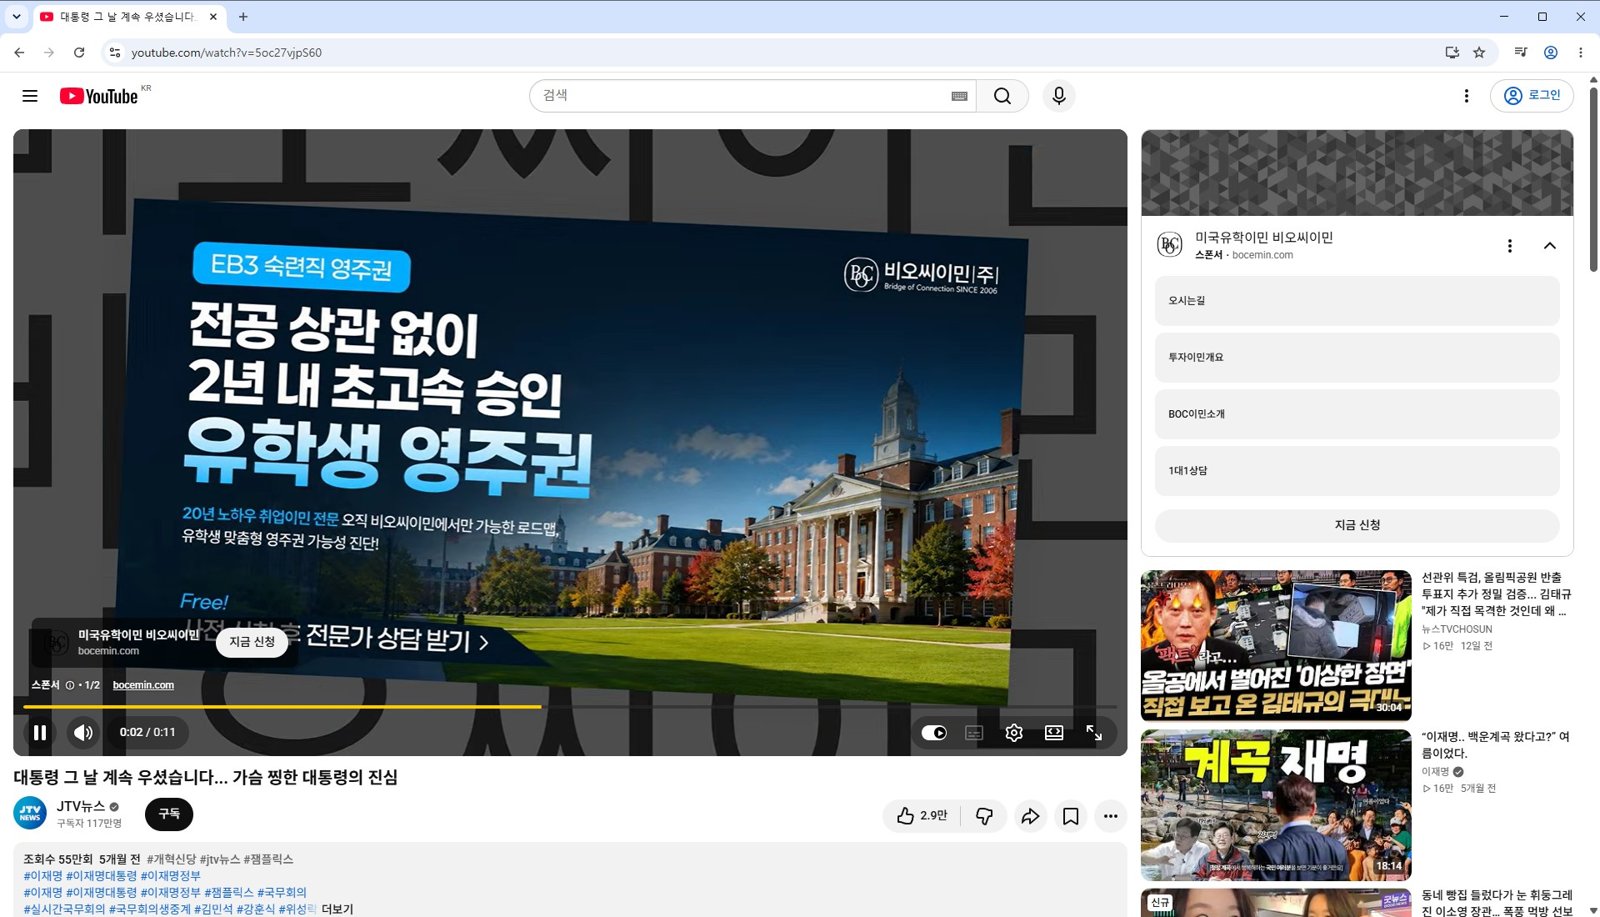 대통령 그 날 계속 우셨습니다.
youtube.com/watch?v=5oc27vjpS60
YouTube KR
검색
로그인
EB3 숙련직 영주권
BOC 비오씨이민(주)
Bridge of Connection SINCE 2006
전공 상관 없이
2년 내 초고속 승인
유학생 영주권
20년 노하우 취업이민 전문 오직 비오씨이민에서만 가능한 로드맵,
유학생 맞춤형 영주권 가능성 진단!
Free!
전문가 상담 받기 >
미국유학이민 비오씨이민
bocemin.com
지금 신청
스폰서 · 1/2 bocemin.com
0:02 / 0:11
대통령 그 날 계속 우셨습니다... 가슴 찡한 대통령의 진심
JTV NEWS
JTV뉴스
구독자 117만명
구독
2.9만
조회수 55만회 5개월 전 #개혁신당 #jtv뉴스 #잼플릭스
#이재명 #이재명대통령 #이재명정부
#이재명 #이재명대통령 #이재명정부 #잼플릭스 #국무회의
#실시간국무회의 #국무회의생중계 #김민석 #강훈식 #위성락 더보기
BOC
미국유학이민 비오씨이민
스폰서 · bocemin.com
오시는길
투자이민개요
BOC이민소개
1대1상담
지금 신청
'팩트'라고...
올공에서 벌어진 '이상한 장면'
직접 보고 온 김태규의 극대노
30:04
선관위 특검, 올림픽공원 반출
투표지 추가 정밀 검증... 김태규
"제가 직접 목격한 것인데 왜 ...
뉴스TVCHOSUN
16만 12일 전
계곡 재명
18:14
“이재명.. 백운계곡 왔다고?” 여
름이었다.
이재명
16만 5개월 전
신규
굿뉴스
동네 빵집 들렀다가 눈 휘둥그레
진 이소영 장관... 폭풍 먹방 선보